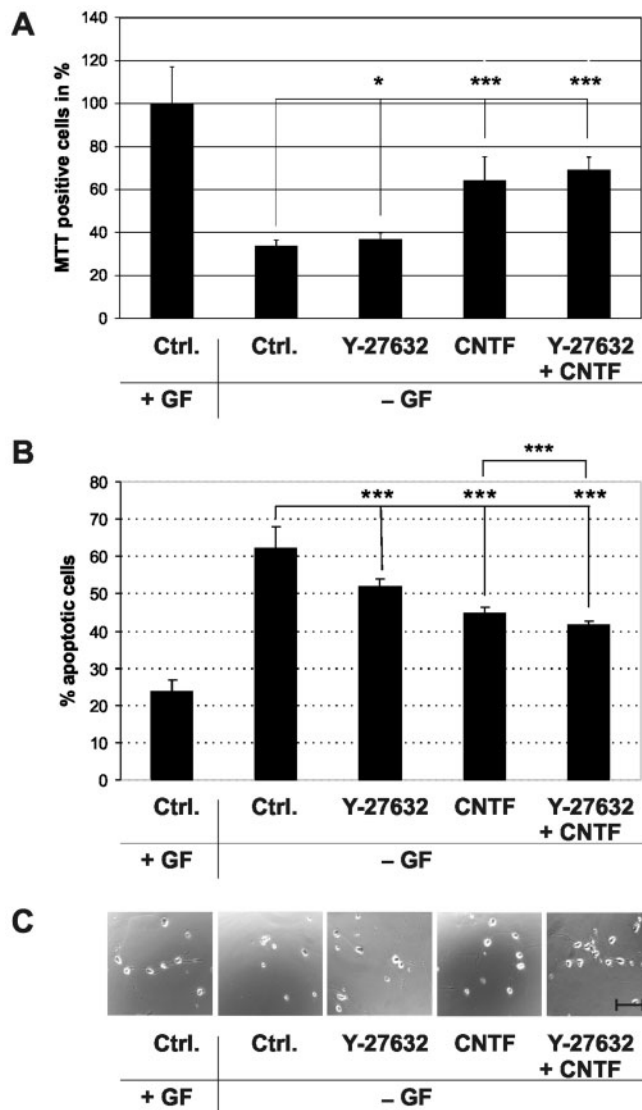 A
MTT positive cells in %
140
120
100
80
60
40
20
0
* *** ***
Ctrl. Ctrl. Y-27632 CNTF Y-27632
+ CNTF
+ GF – GF
B
% apoptotic cells
80
70
60
50
40
30
20
10
0
***
*** *** ***
Ctrl. Ctrl. Y-27632 CNTF Y-27632
+ CNTF
+ GF – GF
C
Ctrl. Ctrl. Y-27632 CNTF Y-27632
+ CNTF
+ GF – GF